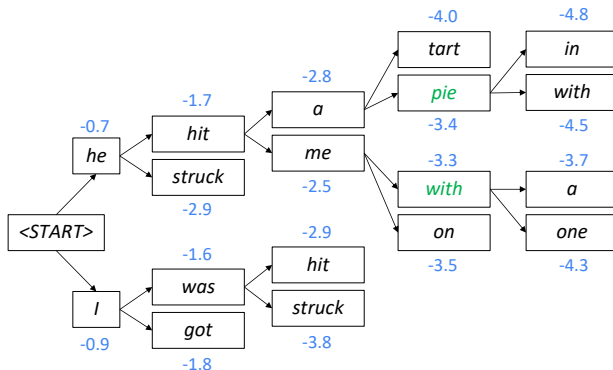 -4.0 -4.8
tart in
-2.8
-1.7 a pie with
-0.7 hit -3.4 -4.5
he me -3.3 -3.7
struck -2.5 with a
-2.9
<START> -2.9 on one
-1.6 hit -3.5 -4.3
was
I struck
got -3.8
-0.9
-1.8